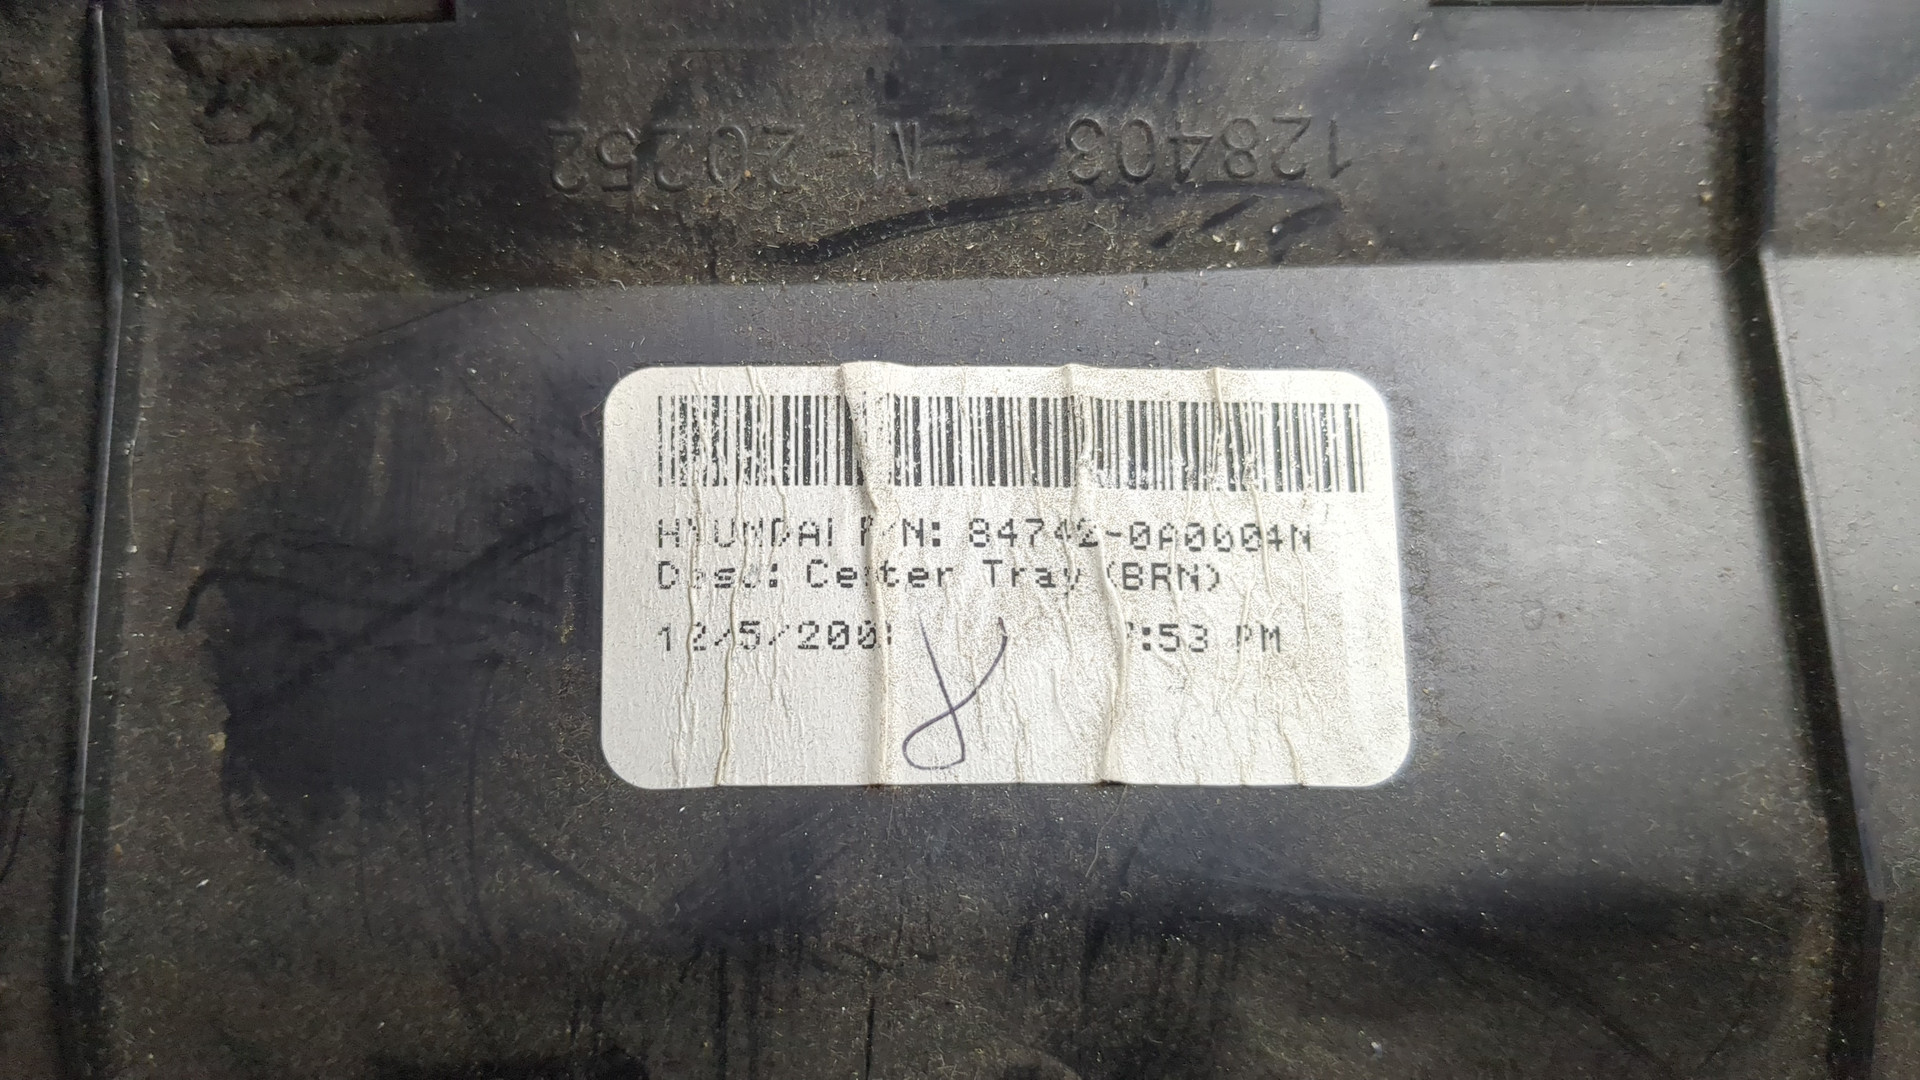 128403 M-20252
HYUNDAI P/N: 84742-0A0004N
Desc: Center Tray (BRN)
12/5/200 :53 PM
8